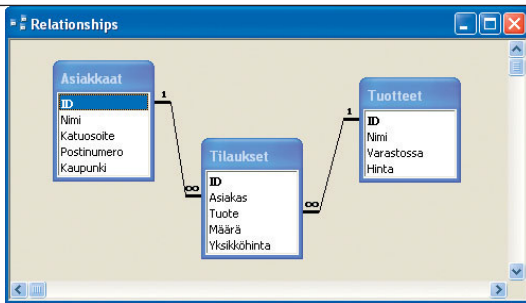 Relationships
Asiakkaat
ID
Nimi
Katuosoite
Postinumero
Kaupunki
1
∞
Tilaukset
ID
Asiakas
Tuote
Määrä
Yksikköhinta
∞
1
Tuotteet
ID
Nimi
Varastossa
Hinta